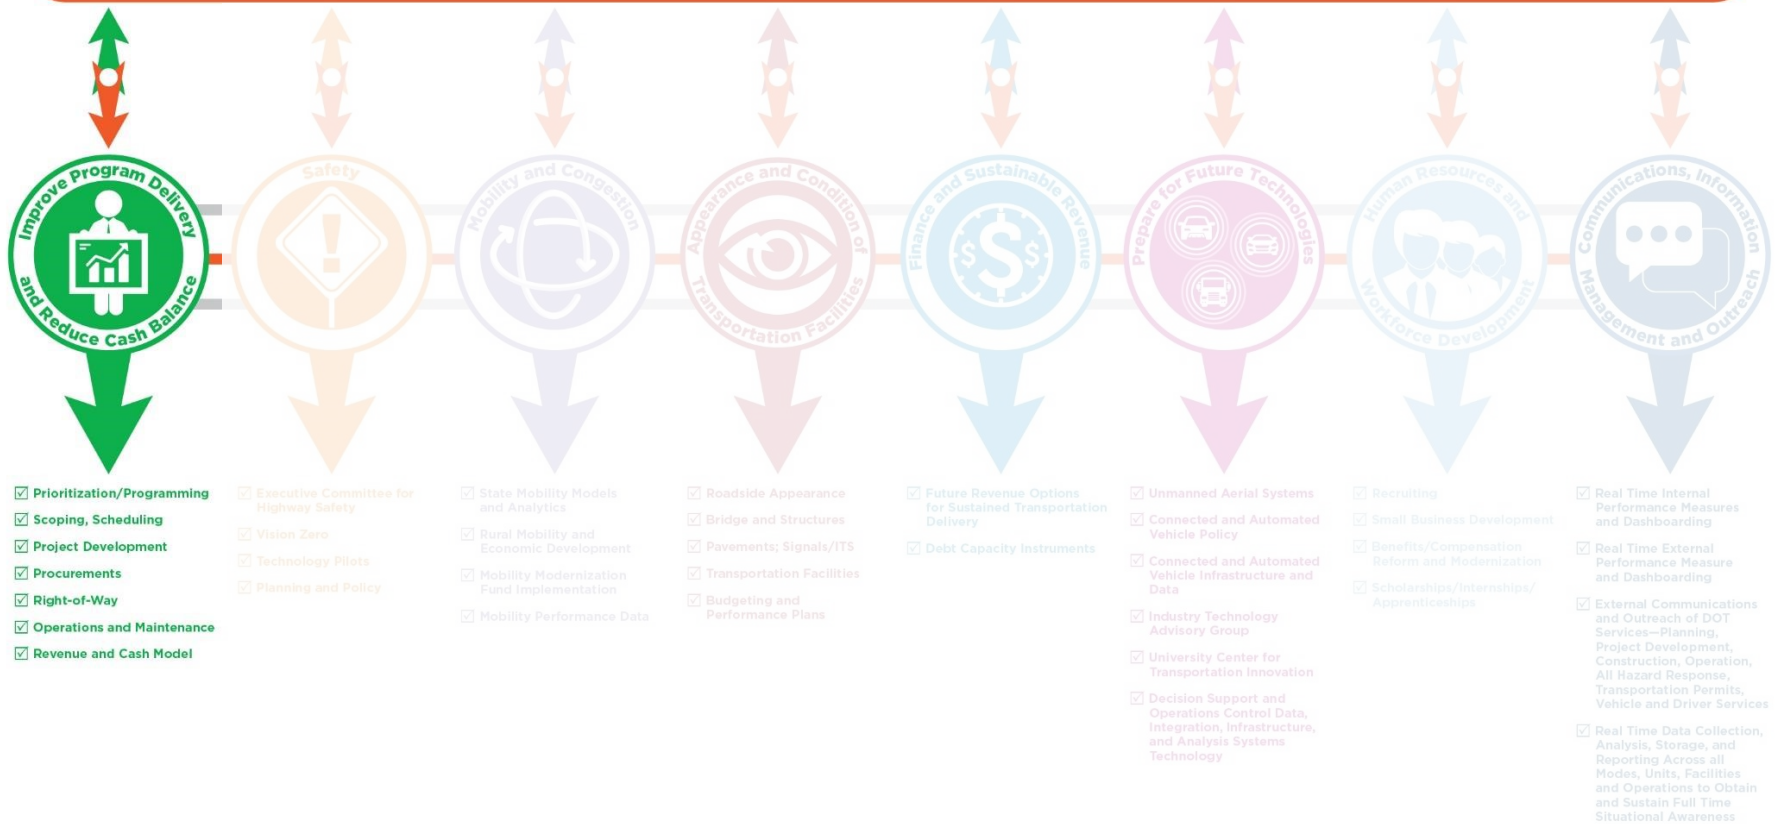 Improve Program Delivery
and Reduce Cash Balance
Prioritization/Programming
Scoping, Scheduling
Project Development
Procurements
Right-of-Way
Operations and Maintenance
Revenue and Cash Model
Safety
Executive Committee for
Highway Safety
Vision Zero
Technology Pilots
Planning and Policy
Mobility and Congestion
State Mobility Models
and Analytics
Rural Mobility and
Economic Development
Mobility Modernization
Fund Implementation
Mobility Performance Data
Appearance and Condition of
Transportation Facilities
Roadside Appearance
Bridge and Structures
Pavements; Signals/ITS
Transportation Facilities
Budgeting and
Performance Plans
Finance and Sustainable Revenue
$ $ $
Future Revenue Options
for Sustained Transportation
Delivery
Debt Capacity Instruments
Prepare for Future Technologies
Unmanned Aerial Systems
Connected and Automated
Vehicle Policy
Connected and Automated
Vehicle Infrastructure and
Data
Industry Technology
Advisory Group
University Center for
Transportation Innovation
Decision Support and
Operations Control Data,
Integration, Infrastructure,
and Analysis Systems
Technology
Human Resources and
Workforce Development
Recruiting
Small Business Development
Benefits/Compensation
Reform and Modernization
Scholarships/Internships/
Apprenticeships
Communications, Information
Management and Outreach
Real Time Internal
Performance Measures
and Dashboarding
Real Time External
Performance Measure
and Dashboarding
External Communications
and Outreach of DOT
Services—Planning,
Project Development,
Construction, Operation,
All Hazard Response,
Transportation Permits,
Vehicle and Driver Services
Real Time Data Collection,
Analysis, Storage, and
Reporting Across all
Modes, Units, Facilities
and Operations to Obtain
and Sustain Full Time
Situational Awareness